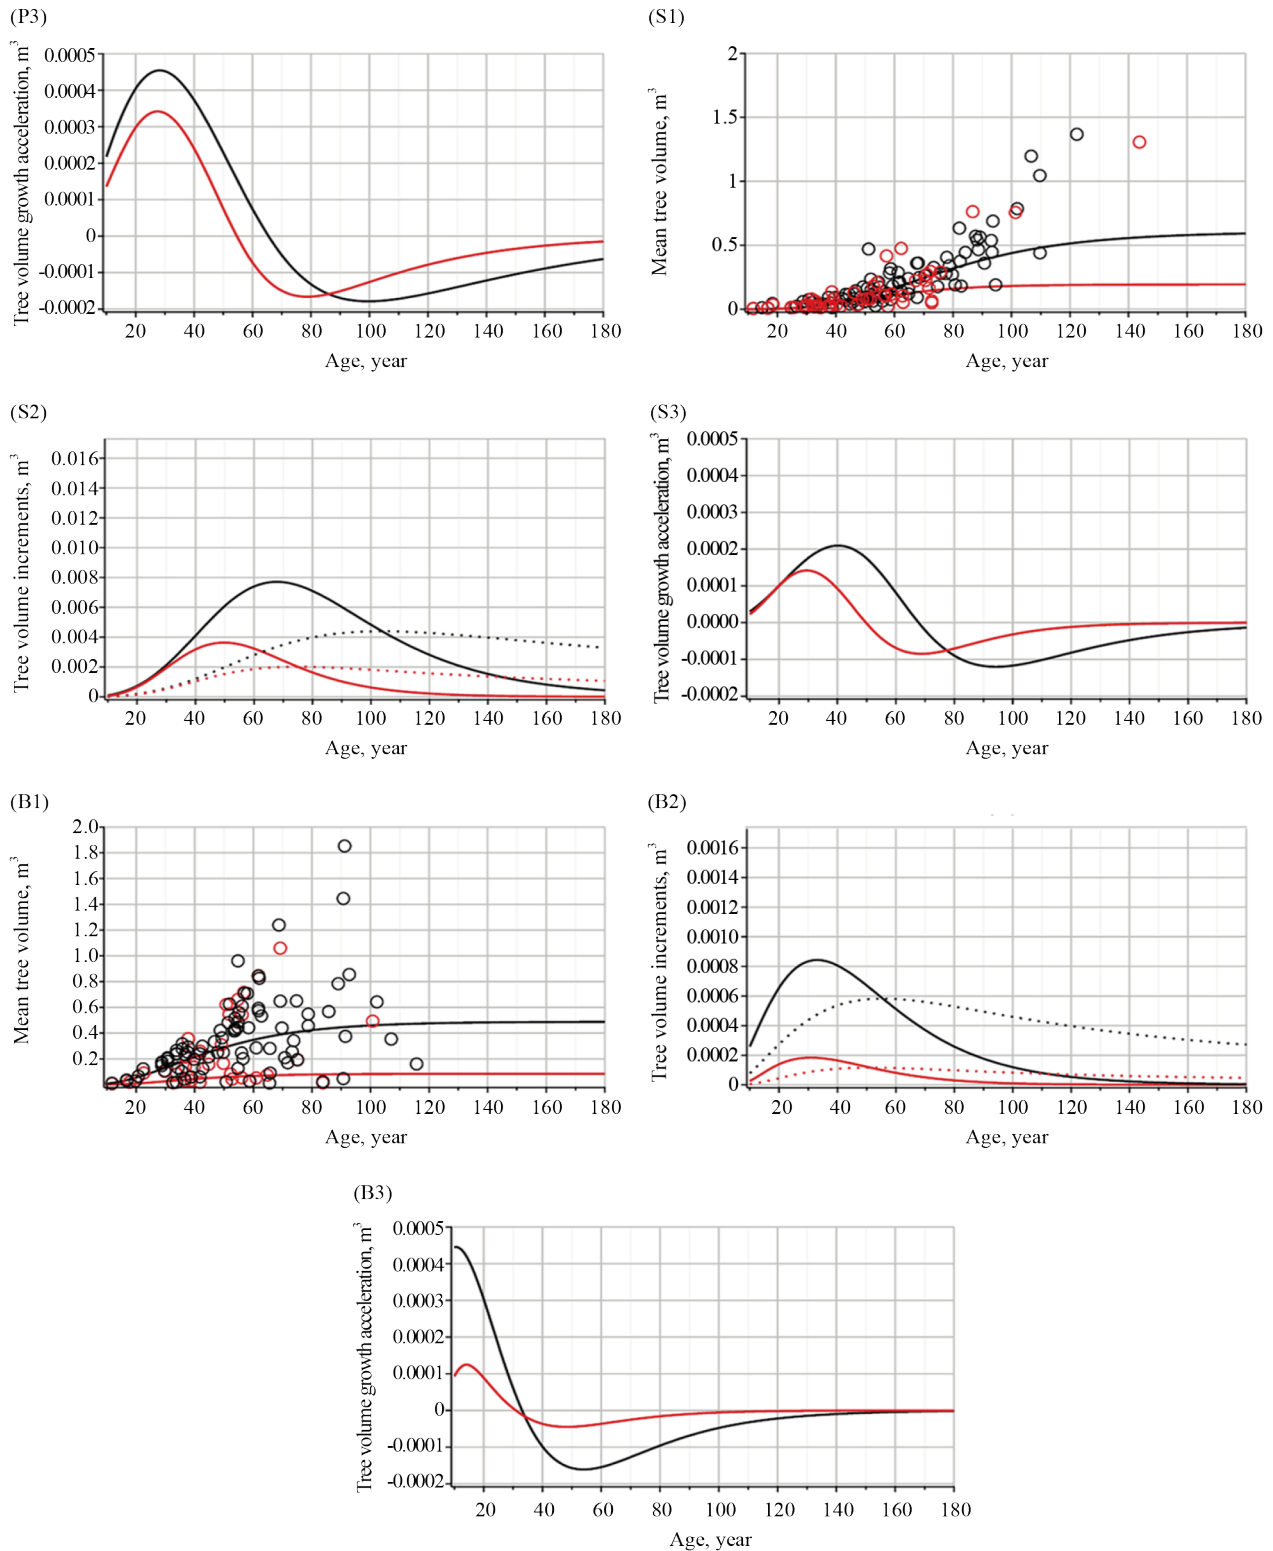 (P3)
Tree volume growth acceleration, m³
0.0005
0.0004
0.0003
0.0002
0.0001
0
-0.0001
-0.0002
20 40 60 80 100 120 140 160 180
Age, year
(S1)
Mean tree volume, m³
2
1.5
1
0.5
0
20 40 60 80 100 120 140 160 180
Age, year
(S2)
Tree volume increments, m³
0.016
0.014
0.012
0.010
0.008
0.006
0.004
0.002
0
20 40 60 80 100 120 140 160 180
Age, year
(S3)
Tree volume growth acceleration, m³
0.0005
0.0004
0.0003
0.0002
0.0001
0.0000
-0.0001
-0.0002
20 40 60 80 100 120 140 160 180
Age, year
(B1)
Mean tree volume, m³
2.0
1.8
1.6
1.4
1.2
1.0
0.8
0.6
0.4
0.2
20 40 60 80 100 120 140 160 180
Age, year
(B2)
Tree volume increments, m³
0.0016
0.0014
0.0012
0.0010
0.0008
0.0006
0.0004
0.0002
0
20 40 60 80 100 120 140 160 180
Age, year
(B3)
Tree volume growth acceleration, m³
0.0005
0.0004
0.0003
0.0002
0.0001
0
-0.0001
-0.0002
20 40 60 80 100 120 140 160 180
Age, year